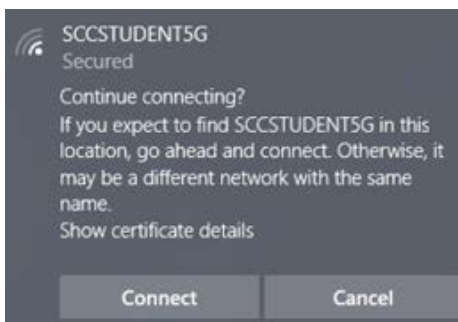 SCCSTUDENT5G
Secured
Continue connecting?
If you expect to find SCCSTUDENT5G in this
location, go ahead and connect. Otherwise, it
may be a different network with the same
name.
Show certificate details
Connect
Cancel